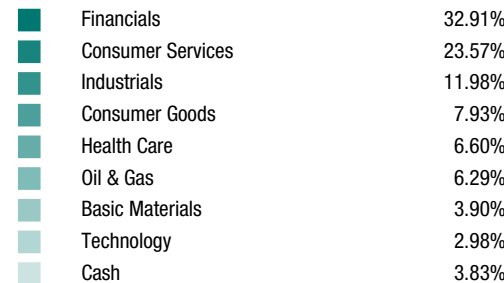 Financials 32.91%
Consumer Services 23.57%
Industrials 11.98%
Consumer Goods 7.93%
Health Care 6.60%
Oil & Gas 6.29%
Basic Materials 3.90%
Technology 2.98%
Cash 3.83%